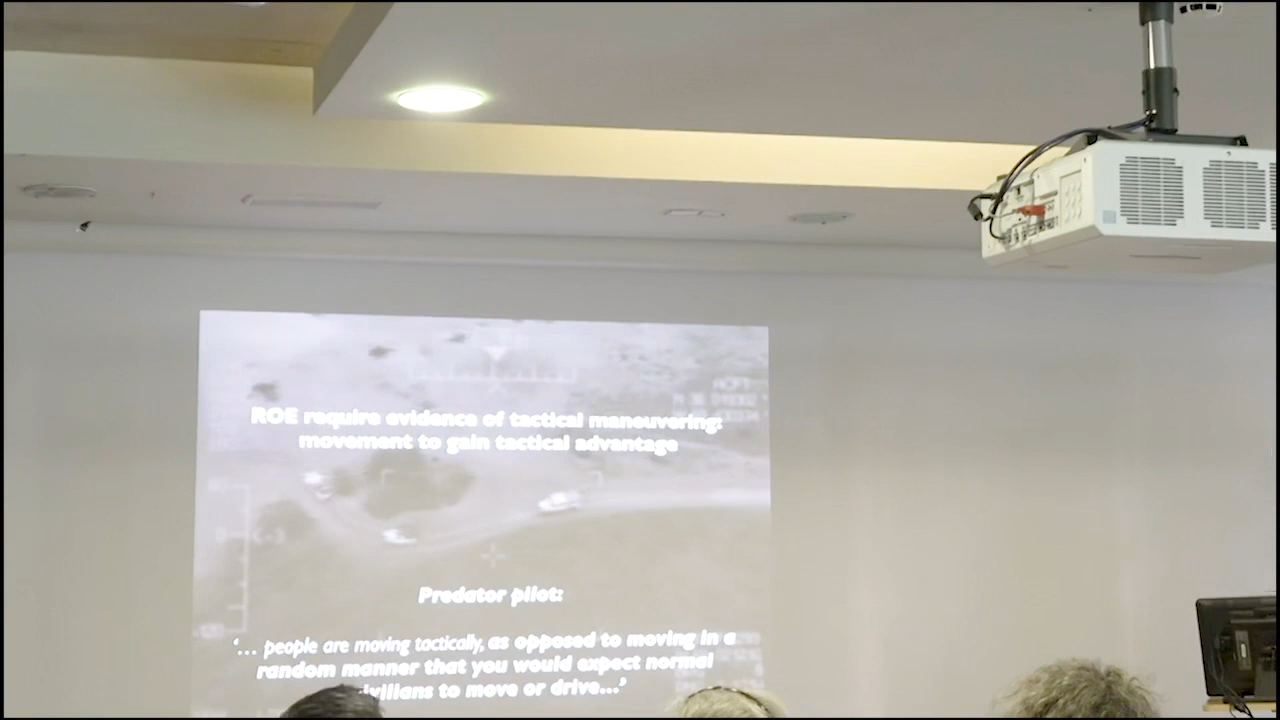 ROE require evidence of tactical maneuvering:
movement to gain tactical advantage
Predator pilot:
‘... people are moving tactically, as opposed to moving in a
random manner that you would expect normal
ivilians to move or drive...’